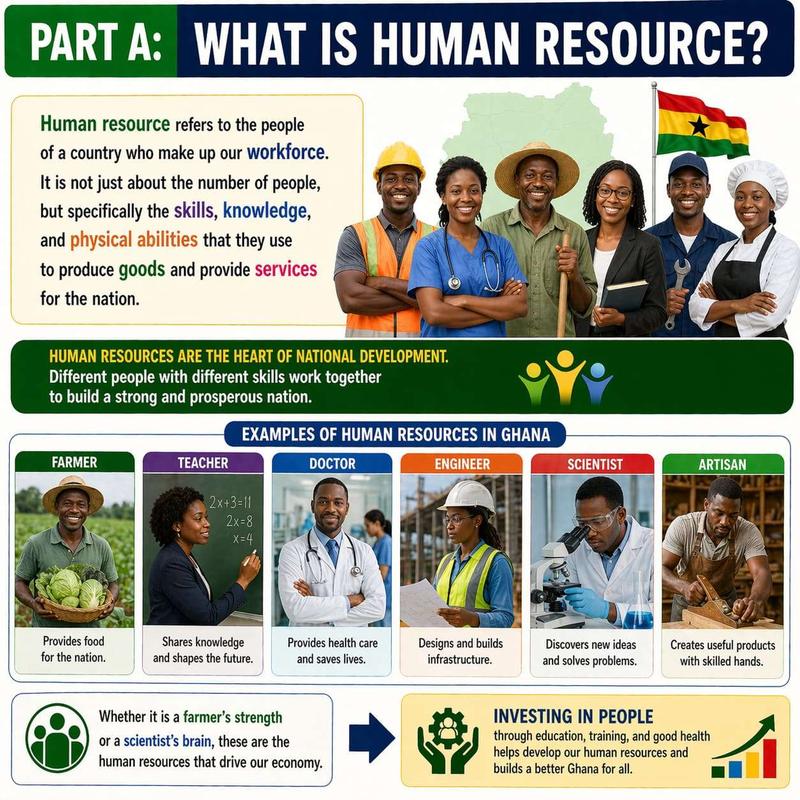 PART A: WHAT IS HUMAN RESOURCE?
Human resource refers to the people
of a country who make up our workforce.
It is not just about the number of people,
but specifically the skills, knowledge,
and physical abilities that they use
to produce goods and provide services
for the nation.
HUMAN RESOURCES ARE THE HEART OF NATIONAL DEVELOPMENT.
Different people with different skills work together
to build a strong and prosperous nation.
EXAMPLES OF HUMAN RESOURCES IN GHANA
FARMER
Provides food
for the nation.
TEACHER
2x+3=11
2x=8
x=4
Shares knowledge
and shapes the future.
DOCTOR
Provides health care
and saves lives.
ENGINEER
Designs and builds
infrastructure.
SCIENTIST
Discovers new ideas
and solves problems.
ARTISAN
Creates useful products
with skilled hands.
Whether it is a farmer's strength
or a scientist's brain, these are the
human resources that drive our economy.
INVESTING IN PEOPLE
through education, training, and good health
helps develop our human resources and
builds a better Ghana for all.